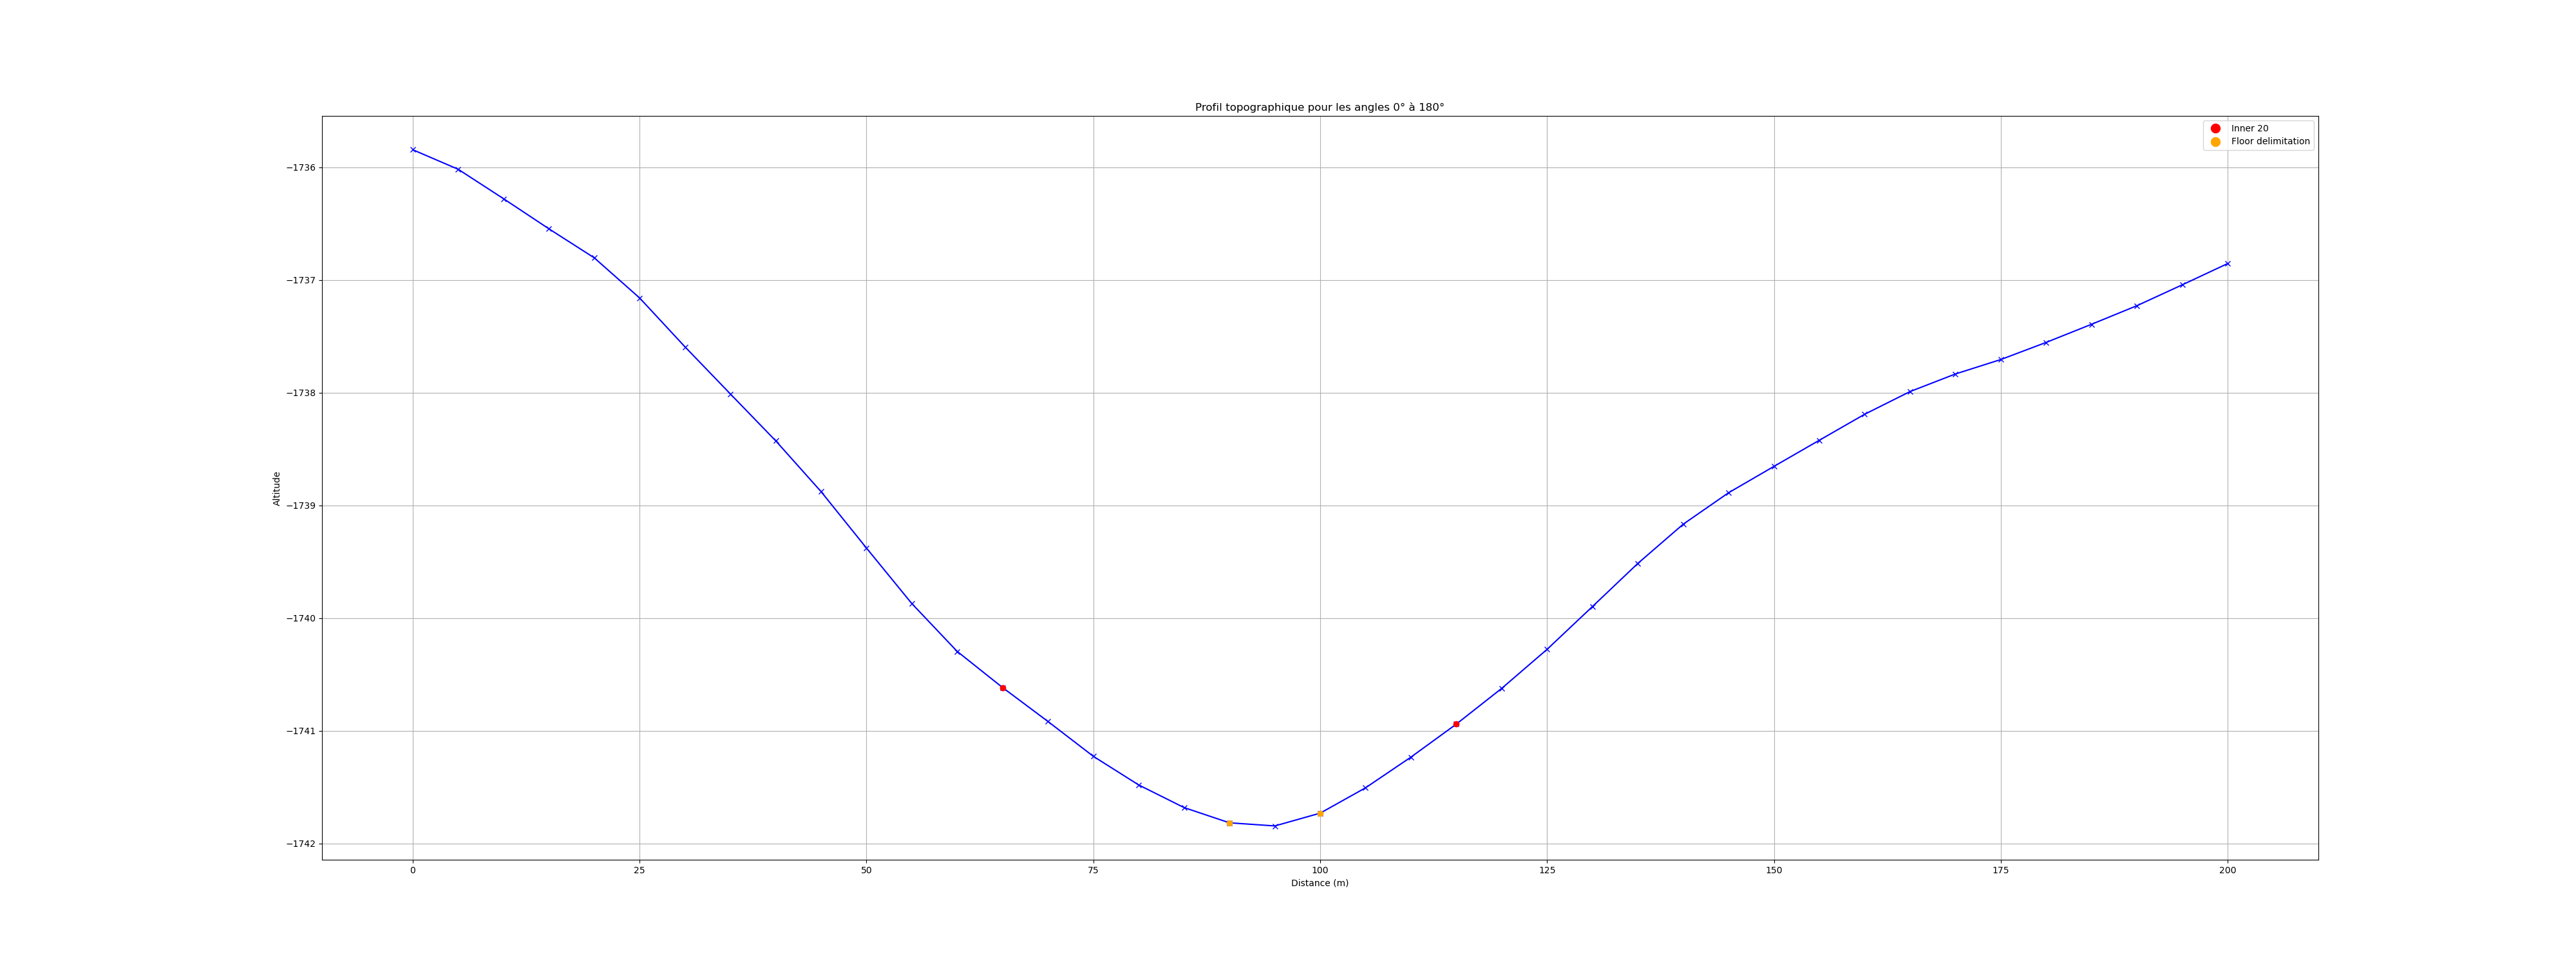 Profil topographique pour les angles 0° à 180°
Inner 20
Floor delimitation
−1736
−1737
−1738
−1739
−1740
−1741
−1742
Altitude
0 25 50 75 100 125 150 175 200
Distance (m)